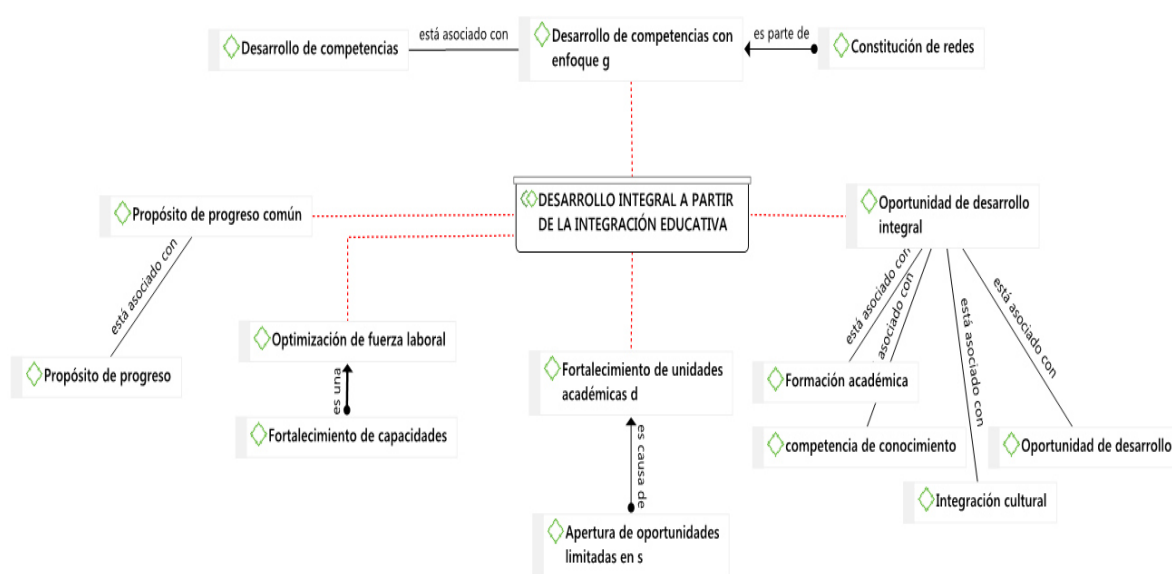 Desarrollo de competencias
está asociado con
Desarrollo de competencias con
enfoque g
es parte de
Constitución de redes
DESARROLLO INTEGRAL A PARTIR
DE LA INTEGRACIÓN EDUCATIVA
Propósito de progreso común
Oportunidad de desarrollo
integral
está asociado con
Propósito de progreso
Optimización de fuerza laboral
es una
Fortalecimiento de capacidades
Fortalecimiento de unidades
académicas d
es causa de
Apertura de oportunidades
limitadas en s
está asociado con
asociado con
está asociado con
está asociado con
Formación académica
competencia de conocimiento
Oportunidad de desarrollo
Integración cultural